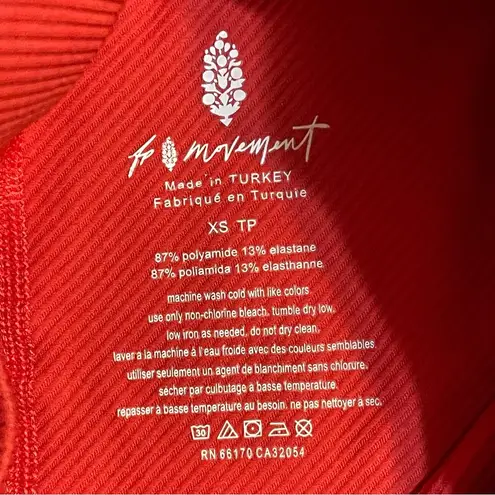 fp movement
Made in TURKEY
Fabriqué en Turquie
XS TP
87% polyamide 13% elastane
87% poliamida 13% elasthanne
machine wash cold with like colors
use only non-chlorine bleach. tumble dry low.
low iron as needed. do not dry clean.
laver a la machine à l'eau froide avec des couleurs semblables.
utiliser seulement un agent de blanchiment sans chlorure.
sécher par culbutage a basse temperature.
repasser à basse temperature au besoin. ne pas nettoyer à sec.
30
RN 66170 CA32054